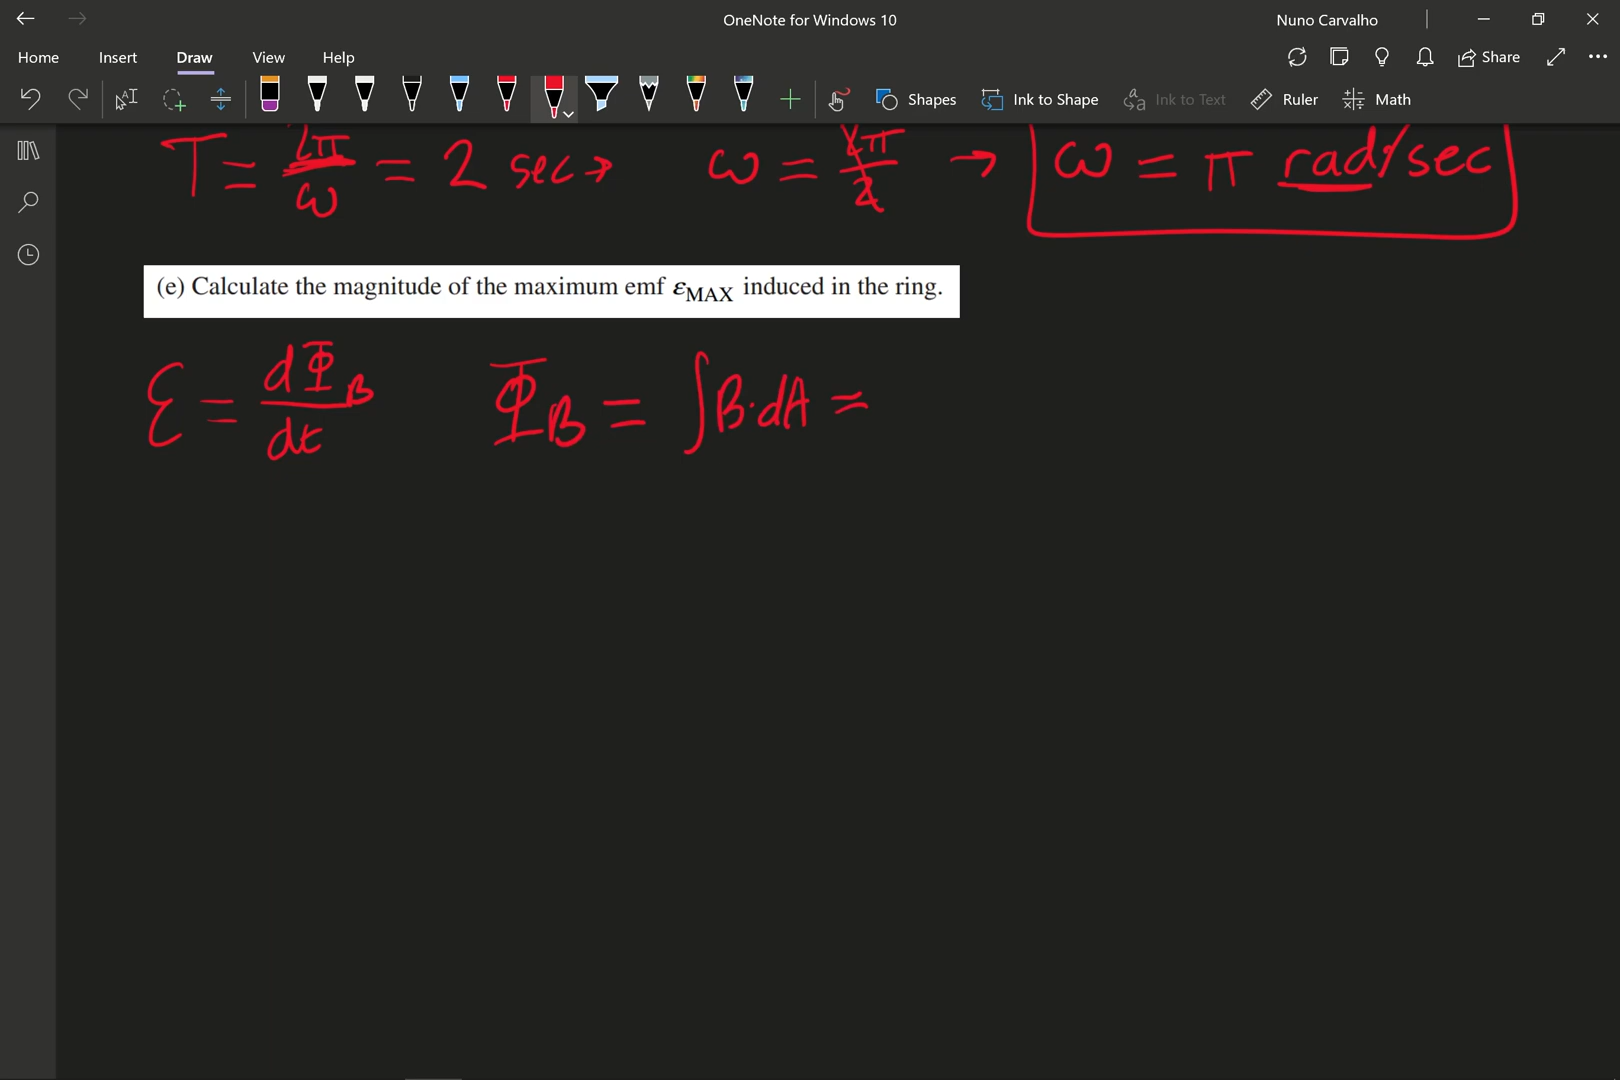 OneNote for Windows 10
Nuno Carvalho
Home Insert Draw View Help
Share
Shapes Ink to Shape Ink to Text Ruler Math
T = 2π/ω = 2 sec → ω = 2π/2 → ω = π rad/sec
(e) Calculate the magnitude of the maximum emf εMAX induced in the ring.
ε = dΦB/dt ΦB = ∫B·dA =